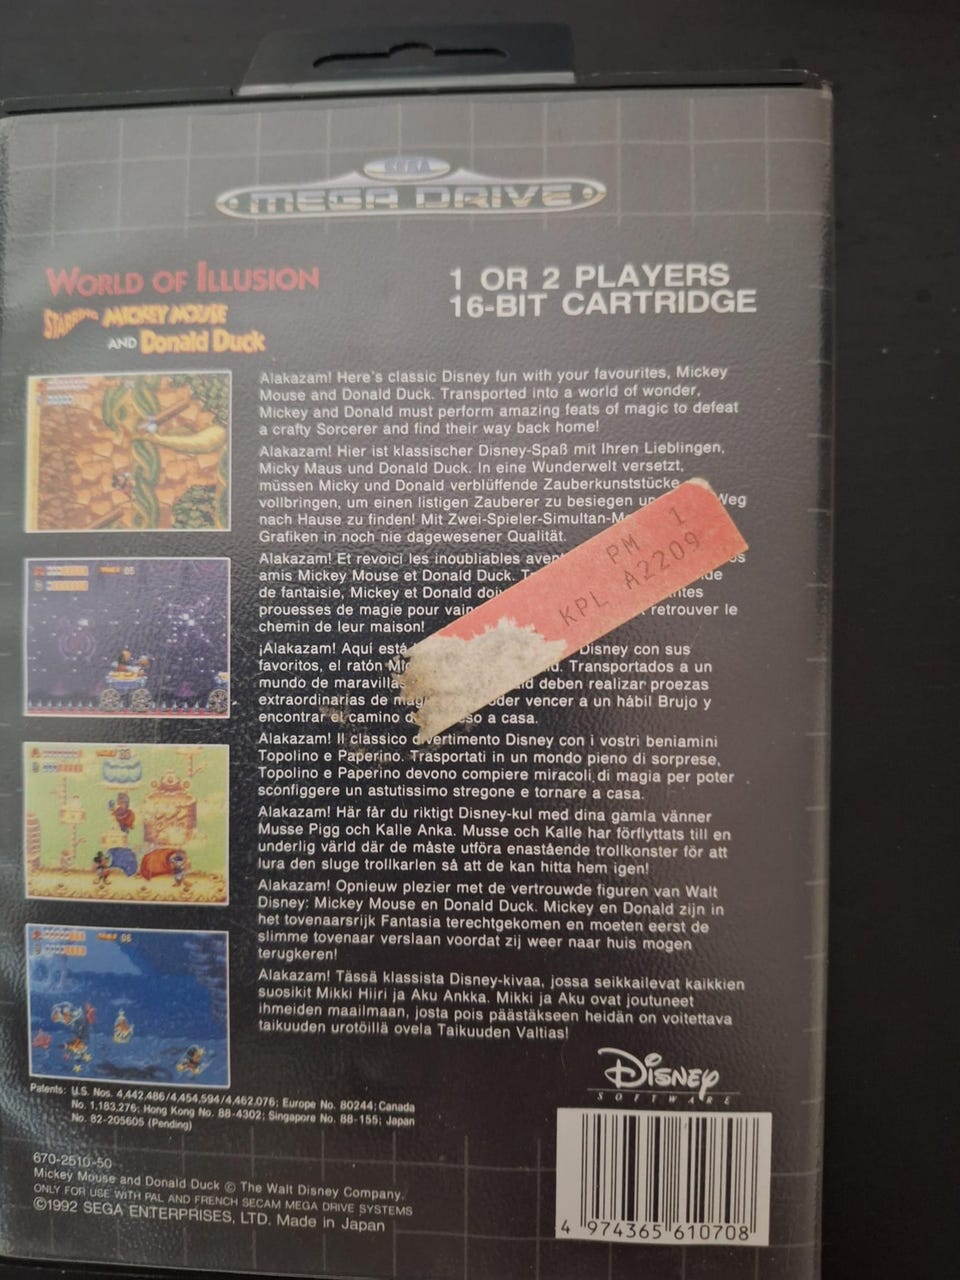 SEGA
MEGA DRIVE
WORLD OF ILLUSION
STARRING MICKEY MOUSE
AND Donald Duck
1 OR 2 PLAYERS
16-BIT CARTRIDGE
Alakazam! Here's classic Disney fun with your favourites, Mickey
Mouse and Donald Duck. Transported into a world of wonder,
Mickey and Donald must perform amazing feats of magic to defeat
a crafty Sorcerer and find their way back home!
Alakazam! Hier ist klassischer Disney-Spaß mit Ihren Lieblingen,
Micky Maus und Donald Duck. In eine Wunderwelt versetzt,
müssen Micky und Donald verblüffende Zauberkunststücke
vollbringen, um einen listigen Zauberer zu besiegen Weg
nach Hause zu finden! Mit Zwei-Spieler-Simultan-
Grafiken in noch nie dagewesener Qualität.
Alakazam! Et revoici les inoubliables
amis Mickey Mouse et Donald Duck.
de fantaisie, Mickey et Donald
prouesses de magie pour retrouver le
chemin de leur maison!
¡Alakazam! Aquí está Disney con sus
favoritos, el ratón Transportados a un
mundo de maravillas deben realizar proezas
extraordinarias de vencer a un hábil Brujo y
encontrar el camino a casa.
Alakazam! Il classico divertimento Disney con i vostri beniamini
Topolino e Paperino. Trasportati in un mondo pieno di sorprese,
Topolino e Paperino devono compiere miracoli di magia per poter
sconfiggere un astutissimo stregone e tornare a casa.
Alakazam! Här får du riktigt Disney-kul med dina gamla vänner
Musse Pigg och Kalle Anka. Musse och Kalle har förflyttats till en
underlig värld där de måste utföra enastående trollkonster för att
lura den sluge trollkarlen så att de kan hitta hem igen!
Alakazam! Opnieuw plezier met de vertrouwde figuren van Walt
Disney: Mickey Mouse en Donald Duck. Mickey en Donald zijn in
het tovenaarsrijk Fantasia terechtgekomen en moeten eerst de
slimme tovenaar verslaan voordat zij weer naar huis mogen
terugkeren!
Alakazam! Tässä klassista Disney-kivaa, jossa seikkailevat kaikkien
suosikit Mikki Hiiri ja Aku Ankka. Mikki ja Aku ovat joutuneet
ihmeiden maailmaan, josta pois päästäkseen heidän on voitettava
taikuuden urotöillä ovela Taikuuden Valtias!
PM 1
KPL A2209
DISNEY
SOFTWARE
Patents: U.S. Nos. 4,442,486/4,454,594/4,462,076; Europe No. 80244; Canada
No. 1,183,276; Hong Kong No. 88-4302; Singapore No. 88-155; Japan
No. 82-205605 (Pending)
670-2510-50
Mickey Mouse and Donald Duck © The Walt Disney Company.
ONLY FOR USE WITH PAL AND FRENCH SECAM MEGA DRIVE SYSTEMS
©1992 SEGA ENTERPRISES, LTD. Made in Japan
4 974365 610708